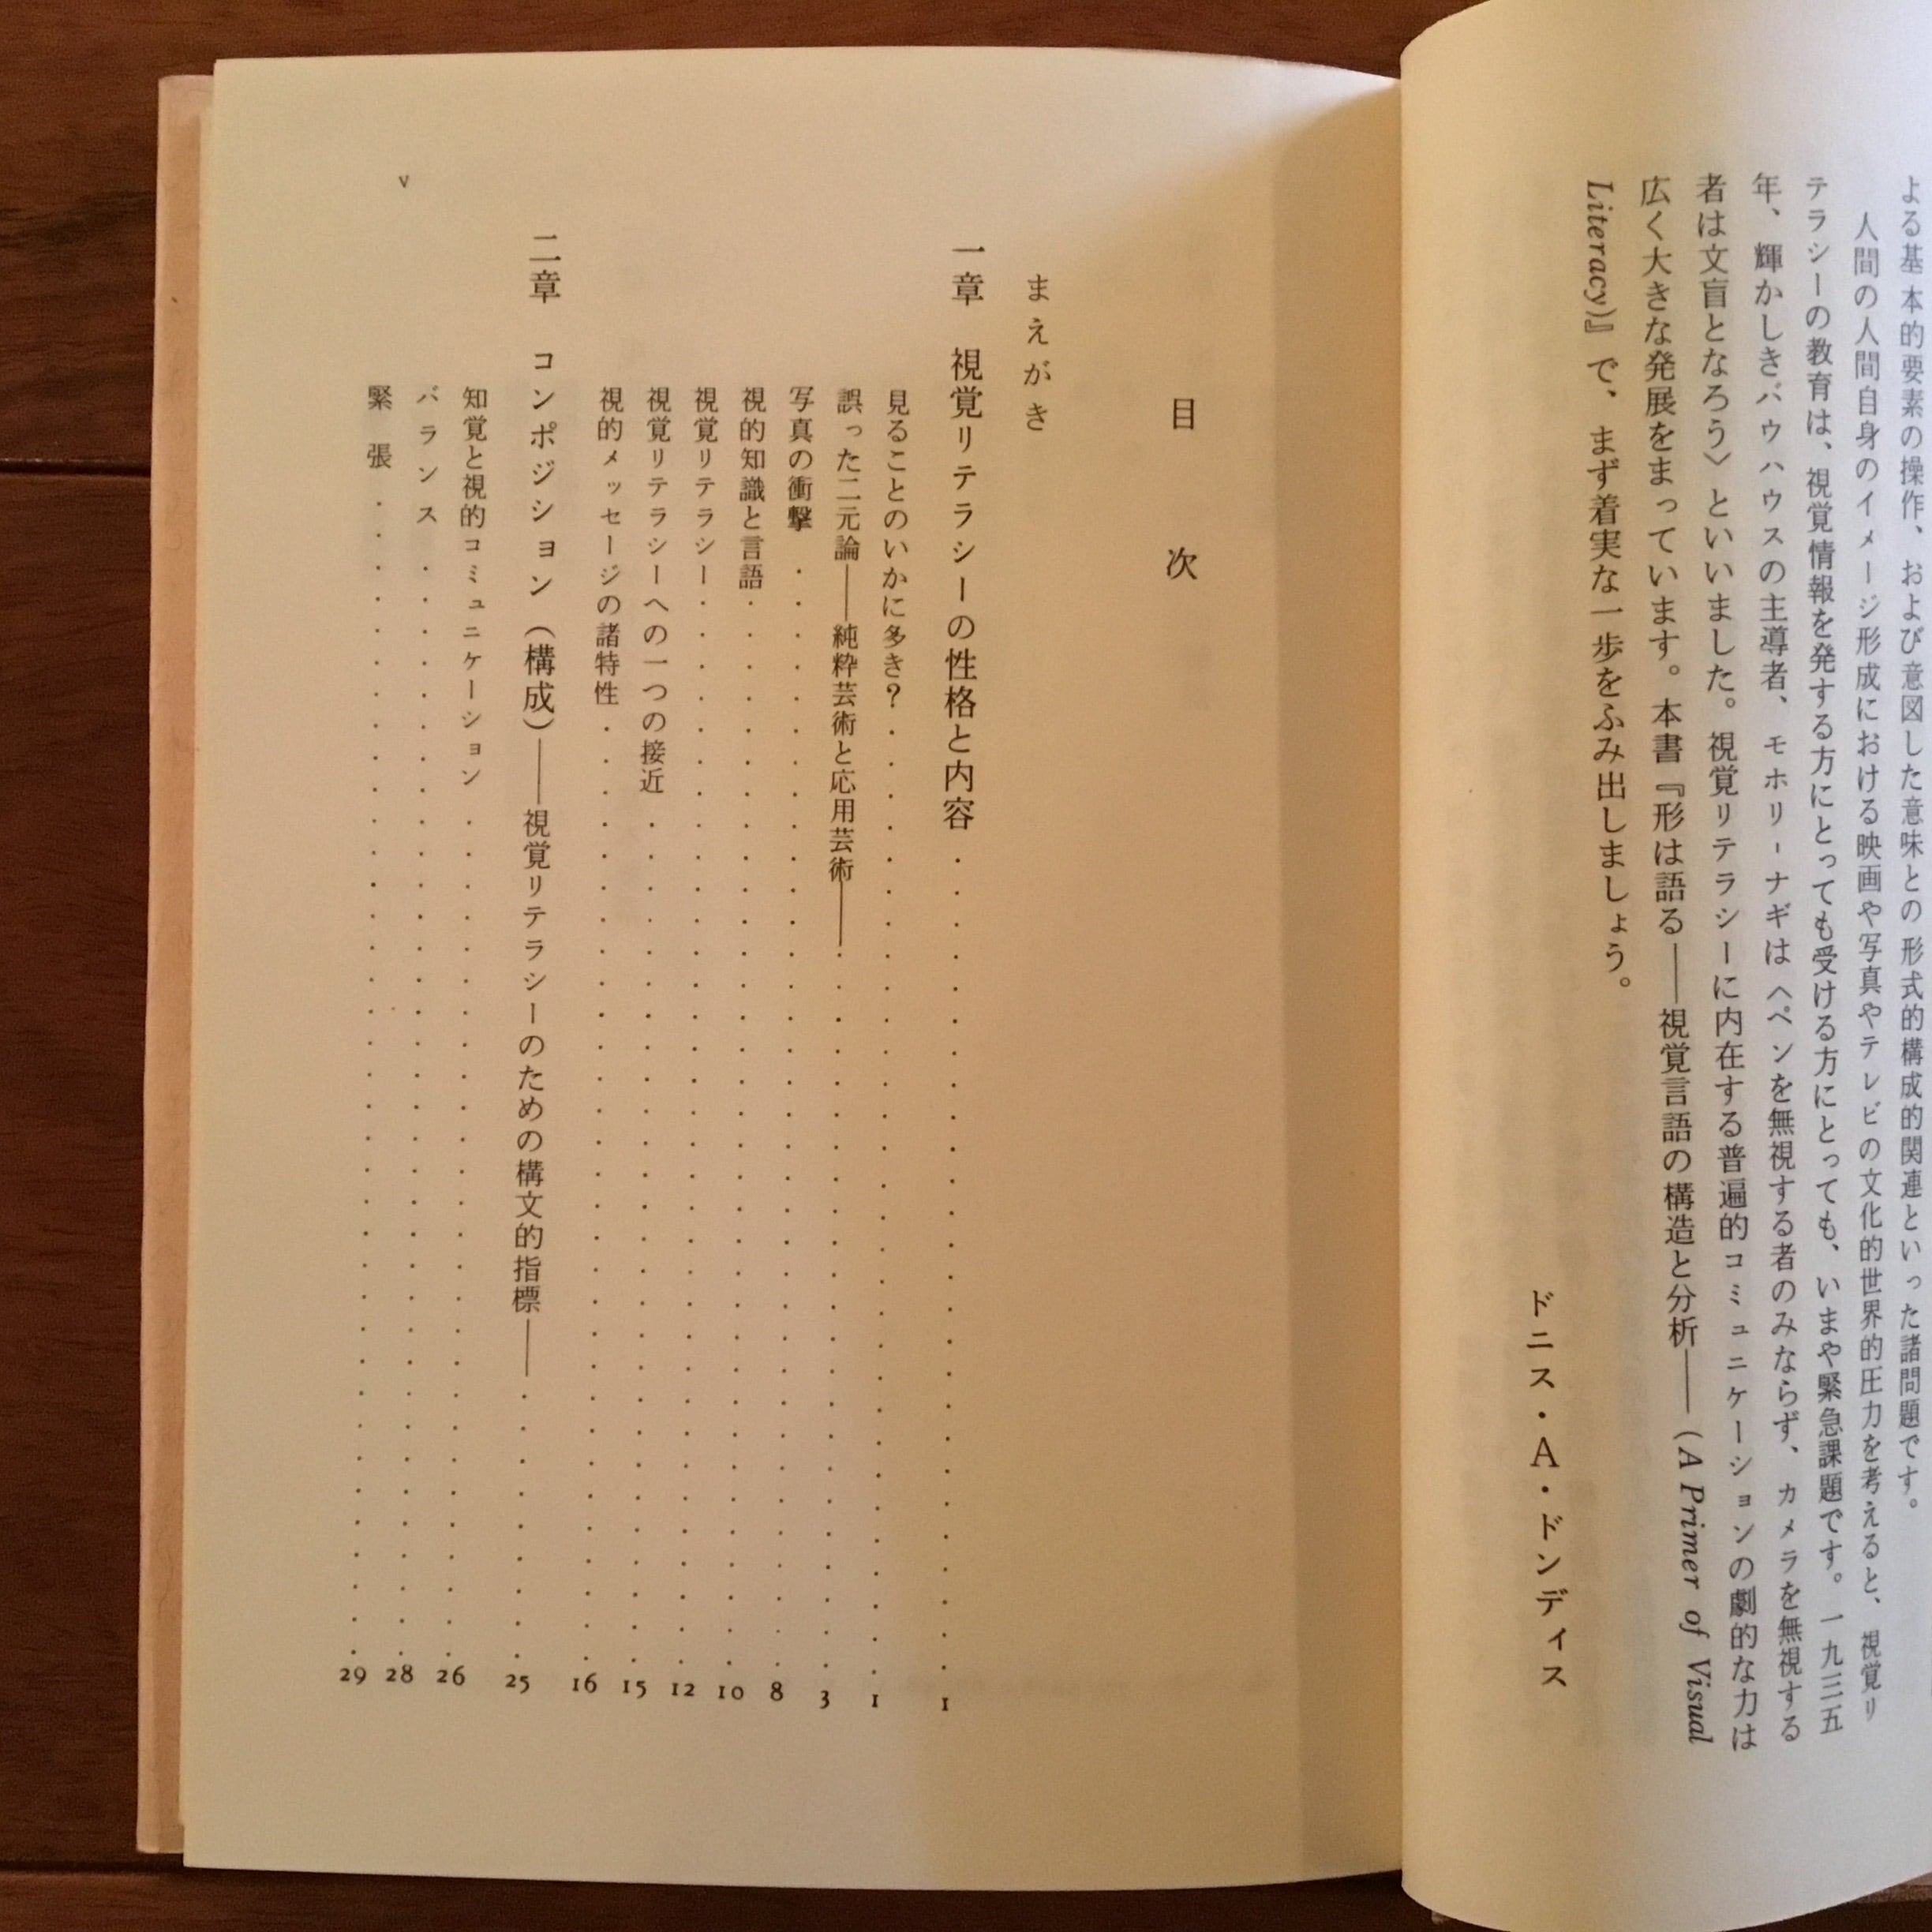 よる基本的要素の操作、および意図した意味との形式的構成的関連といった諸問題です。
人間の人間自身のイメージ形成における映画や写真やテレビの文化的世界的圧力を考えると、視覚リ
テラシーの教育は、視覚情報を発する方にとっても受ける方にとっても、いまや緊急課題です。一九三五
年、輝かしきバウハウスの主導者、モホリ-ナギは〈ペンを無視する者のみならず、カメラを無視する
者は文盲となろう〉といいました。視覚リテラシーに内在する普遍的コミュニケーションの劇的な力は
広く大きな発展をまっています。本書『形は語る——視覚言語の構造と分析——(A Primer of Visual
Literacy)』で、まず着実な一歩をふみ出しましょう。
ドニス・A・ドンディス
目 次
まえがき
一章 視覚リテラシーの性格と内容 1
見ることのいかに多き? 1
誤った二元論——純粋芸術と応用芸術—— 3
写真の衝撃 8
視的知識と言語 10
視覚リテラシー 12
視覚リテラシーへの一つの接近 15
視的メッセージの諸特性 16
二章 コンポジション(構成)——視覚リテラシーのための構文的指標—— 25
知覚と視的コミュニケーション 26
バランス 28
緊 張 29
v